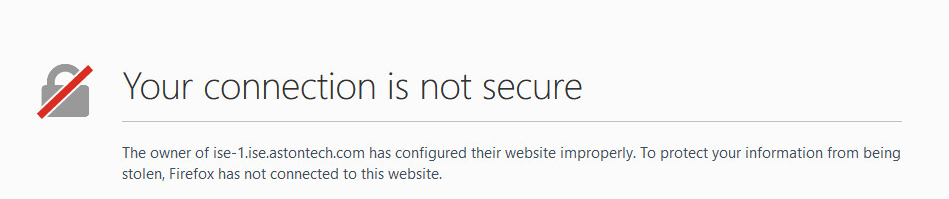 Your connection is not secure
The owner of ise-1.ise.astontech.com has configured their website improperly. To protect your information from being
stolen, Firefox has not connected to this website.